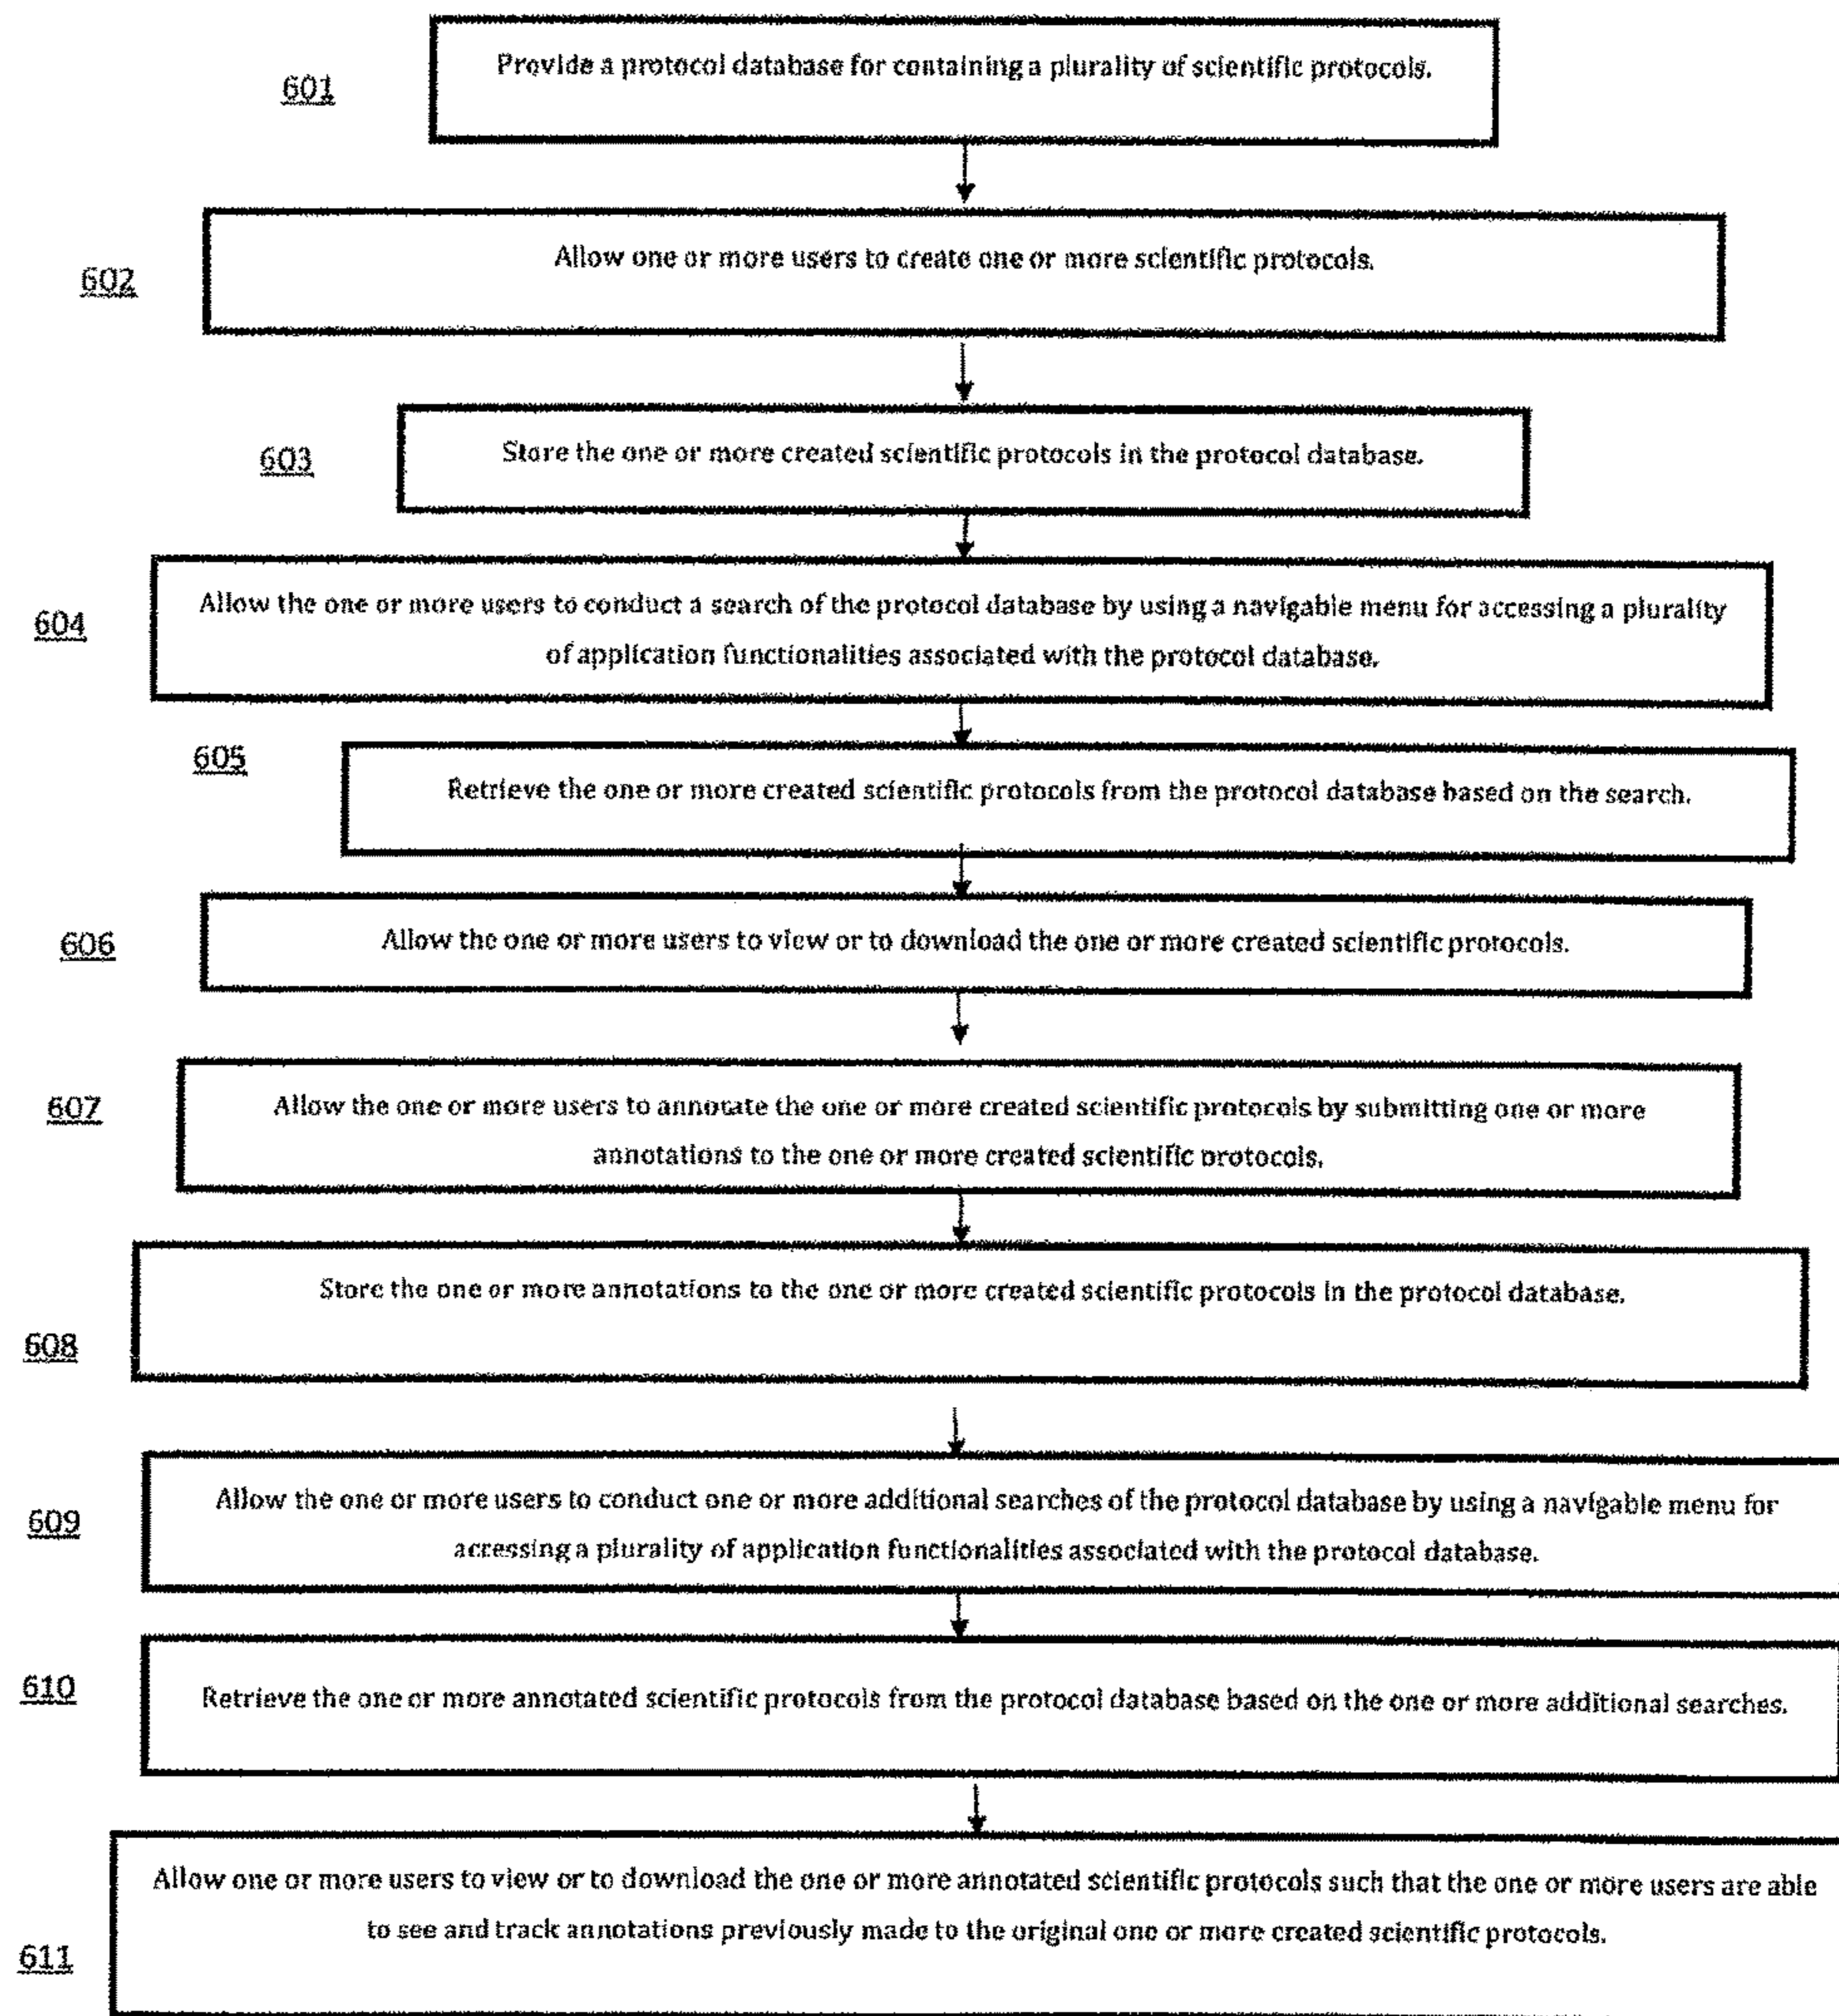 601
Provide a protocol database for containing a plurality of scientific protocols.
602
Allow one or more users to create one or more scientific protocols.
603
Store the one or more created scientific protocols in the protocol database.
604
Allow the one or more users to conduct a search of the protocol database by using a navigable menu for accessing a plurality
of application functionalities associated with the protocol database.
605
Retrieve the one or more created scientific protocols from the protocol database based on the search.
606
Allow the one or more users to view or to download the one or more created scientific protocols.
607
Allow the one or more users to annotate the one or more created scientific protocols by submitting one or more
annotations to the one or more created scientific protocols.
608
Store the one or more annotations to the one or more created scientific protocols in the protocol database.
609
Allow the one or more users to conduct one or more additional searches of the protocol database by using a navigable menu for
accessing a plurality of application functionalities associated with the protocol database.
610
Retrieve the one or more annotated scientific protocols from the protocol database based on the one or more additional searches.
611
Allow one or more users to view or to download the one or more annotated scientific protocols such that the one or more users are able
to see and track annotations previously made to the original one or more created scientific protocols.